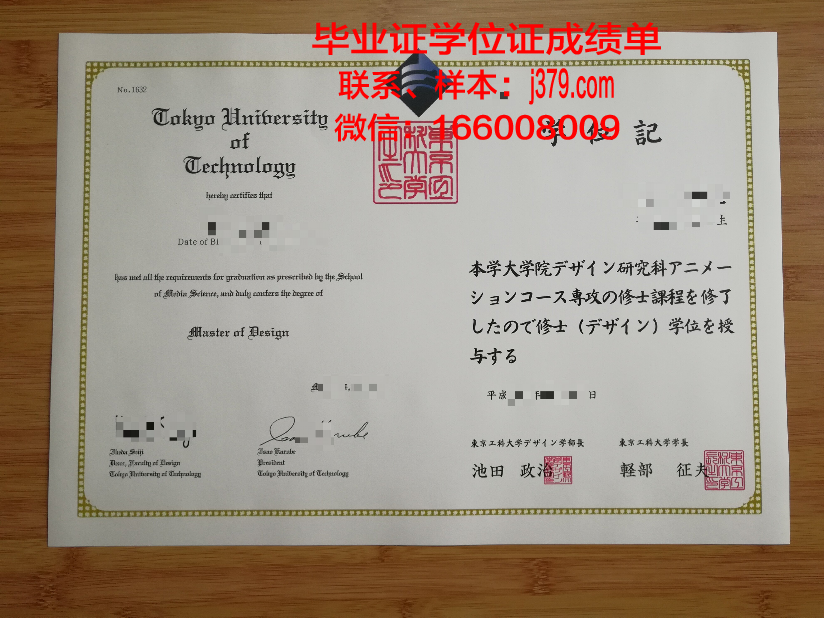 毕业证学位证成绩单
联系、样本：j379.com
微信：166008009
No.1632
Tokyo University
of
Technology
hereby certifies that
Date of Bi
has met all the requirements for graduation as prescribed by the School
of Media Science, and duly confers the degree of
Master of Design
Dean, Faculty of Design
Tokyo University of Technology
President
Tokyo University of Technology
学位記
本学大学院デザイン研究科アニメー
ションコース専攻の修士課程を修了
したので修士（デザイン）学位を授
与する
平成
日
東京工科大学デザイン学部長
池田 政治
東京工科大学学長
軽部 征夫